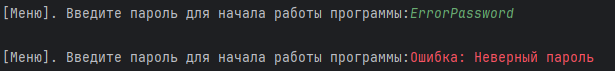 [Меню]. Введите пароль для начала работы программы:ErrorPassword
[Меню]. Введите пароль для начала работы программы:Ошибка: Неверный пароль